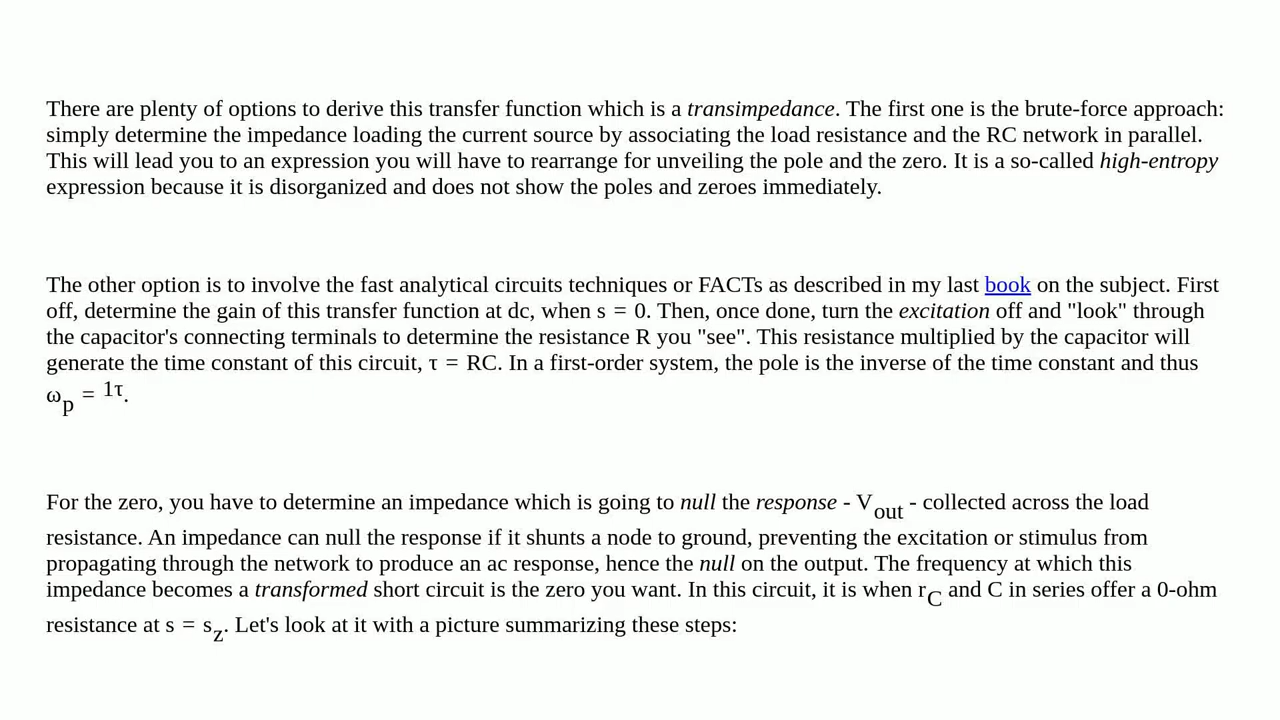 There are plenty of options to derive this transfer function which is a transimpedance. The first one is the brute-force approach:
simply determine the impedance loading the current source by associating the load resistance and the RC network in parallel.
This will lead you to an expression you will have to rearrange for unveiling the pole and the zero. It is a so-called high-entropy
expression because it is disorganized and does not show the poles and zeroes immediately.
The other option is to involve the fast analytical circuits techniques or FACTs as described in my last book on the subject. First
off, determine the gain of this transfer function at dc, when s = 0. Then, once done, turn the excitation off and "look" through
the capacitor's connecting terminals to determine the resistance R you "see". This resistance multiplied by the capacitor will
generate the time constant of this circuit, τ = RC. In a first-order system, the pole is the inverse of the time constant and thus
ωp = 1τ.
For the zero, you have to determine an impedance which is going to null the response - Vout - collected across the load
resistance. An impedance can null the response if it shunts a node to ground, preventing the excitation or stimulus from
propagating through the network to produce an ac response, hence the null on the output. The frequency at which this
impedance becomes a transformed short circuit is the zero you want. In this circuit, it is when rC and C in series offer a 0-ohm
resistance at s = sz. Let's look at it with a picture summarizing these steps: